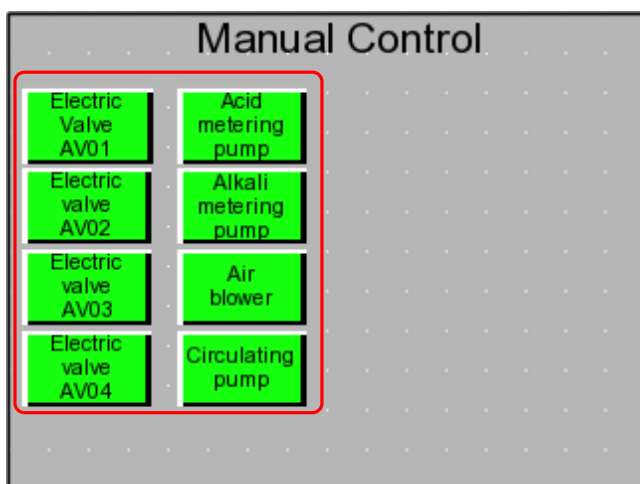 Manual Control
Electric
Valve
AV01
Acid
metering
pump
Electric
valve
AV02
Alkali
metering
pump
Electric
valve
AV03
Air
blower
Electric
valve
AV04
Circulating
pump